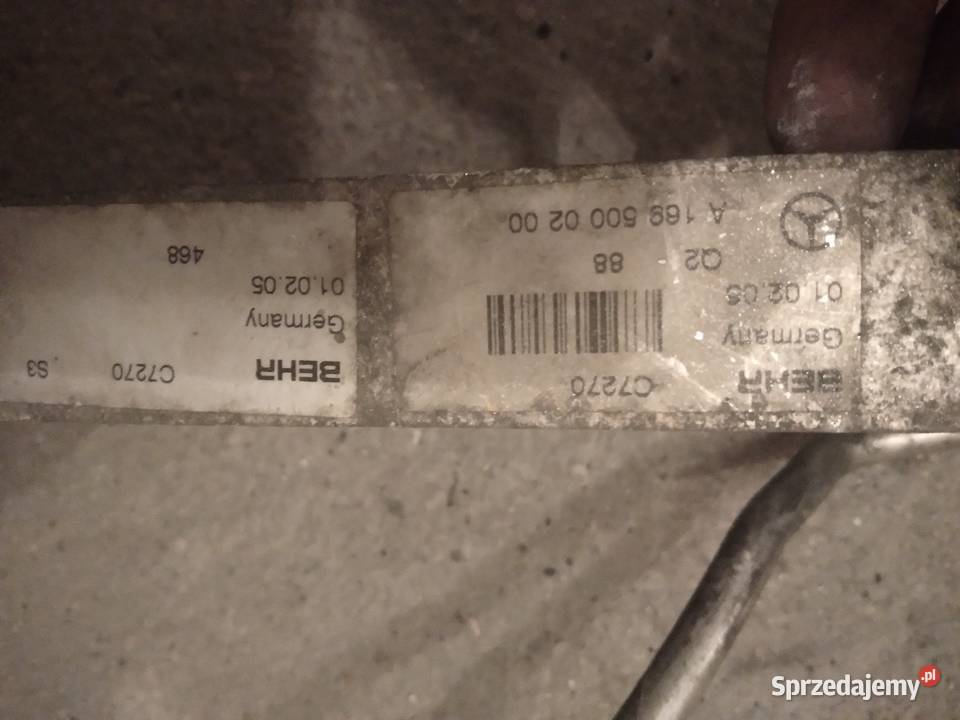 BEHR C7270
Germany
01.02.05
Q2 88
A 169 500 02 00
BEHR C7270 S3
Germany
01.02.05
468
Sprzedajemy.pl